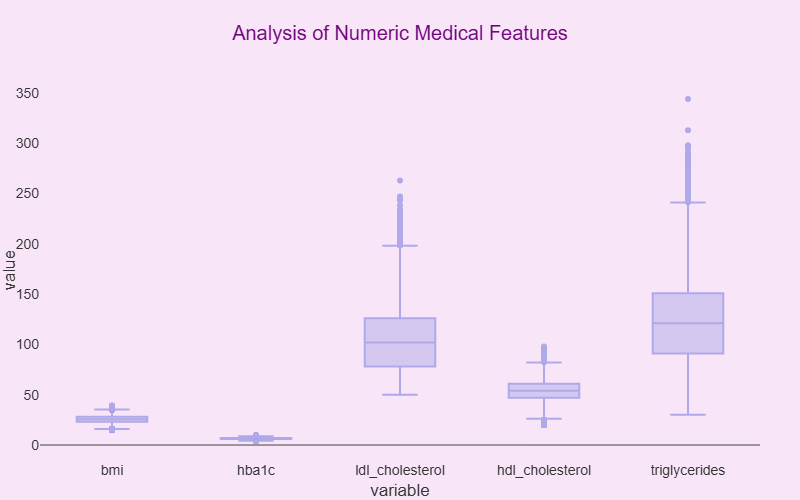 Analysis of Numeric Medical Features
350
300
250
200
150
100
50
0
value
bmi hba1c ldl_cholesterol hdl_cholesterol triglycerides
variable